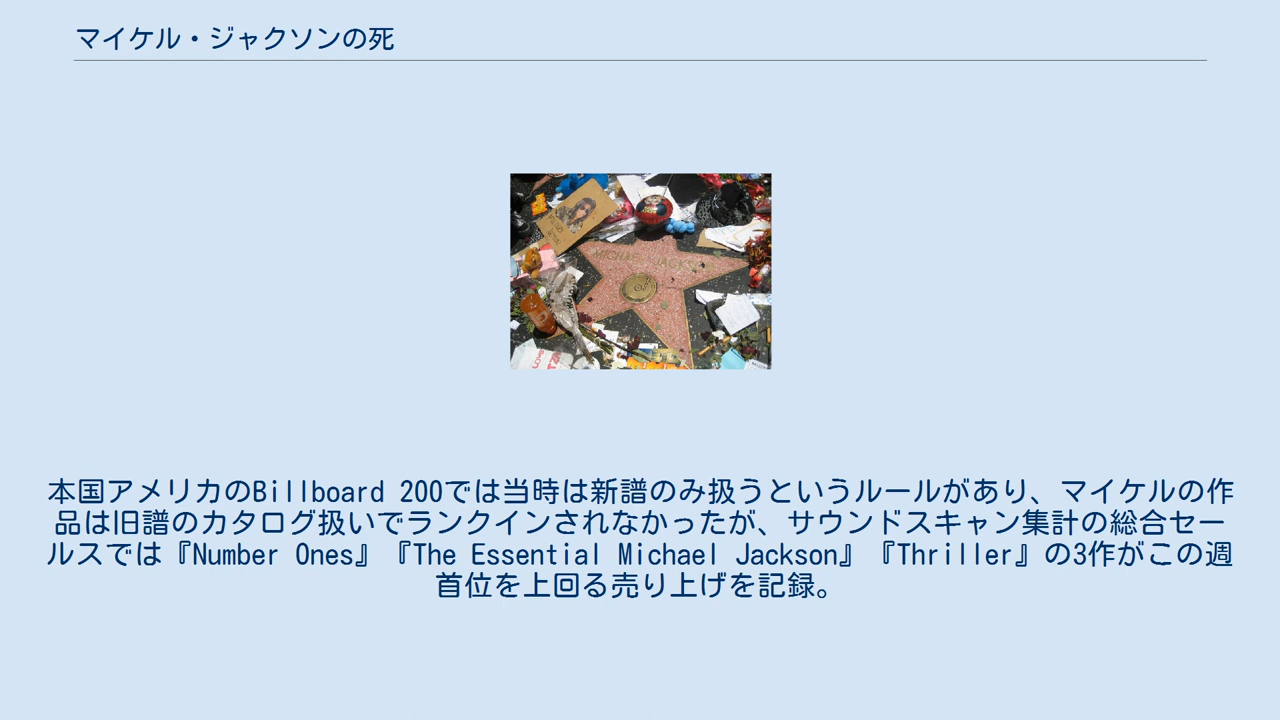 マイケル・ジャクソンの死
MICHAEL JACKSON
本国アメリカのBillboard 200では当時は新譜のみ扱うというルールがあり、マイケルの作
品は旧譜のカタログ扱いでランクインされなかったが、サウンドスキャン集計の総合セー
ルスでは『Number Ones』『The Essential Michael Jackson』『Thriller』の3作がこの週
首位を上回る売り上げを記録。